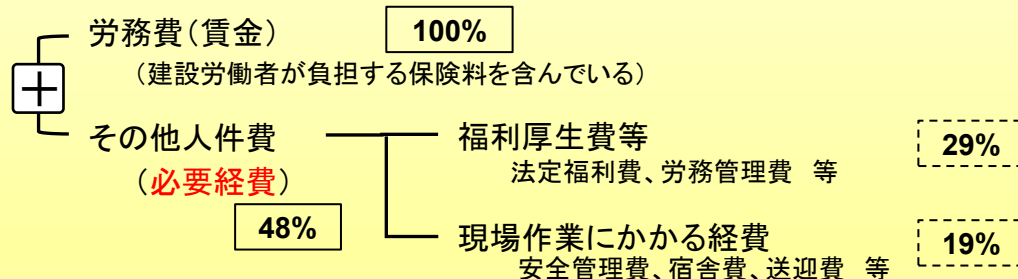 労務費（賃金） 100%
（建設労働者が負担する保険料を含んでいる）
＋
その他人件費 福利厚生費等 29%
法定福利費、労務管理費　等
（必要経費）
48%
現場作業にかかる経費 19%
安全管理費、宿舎費、送迎費　等